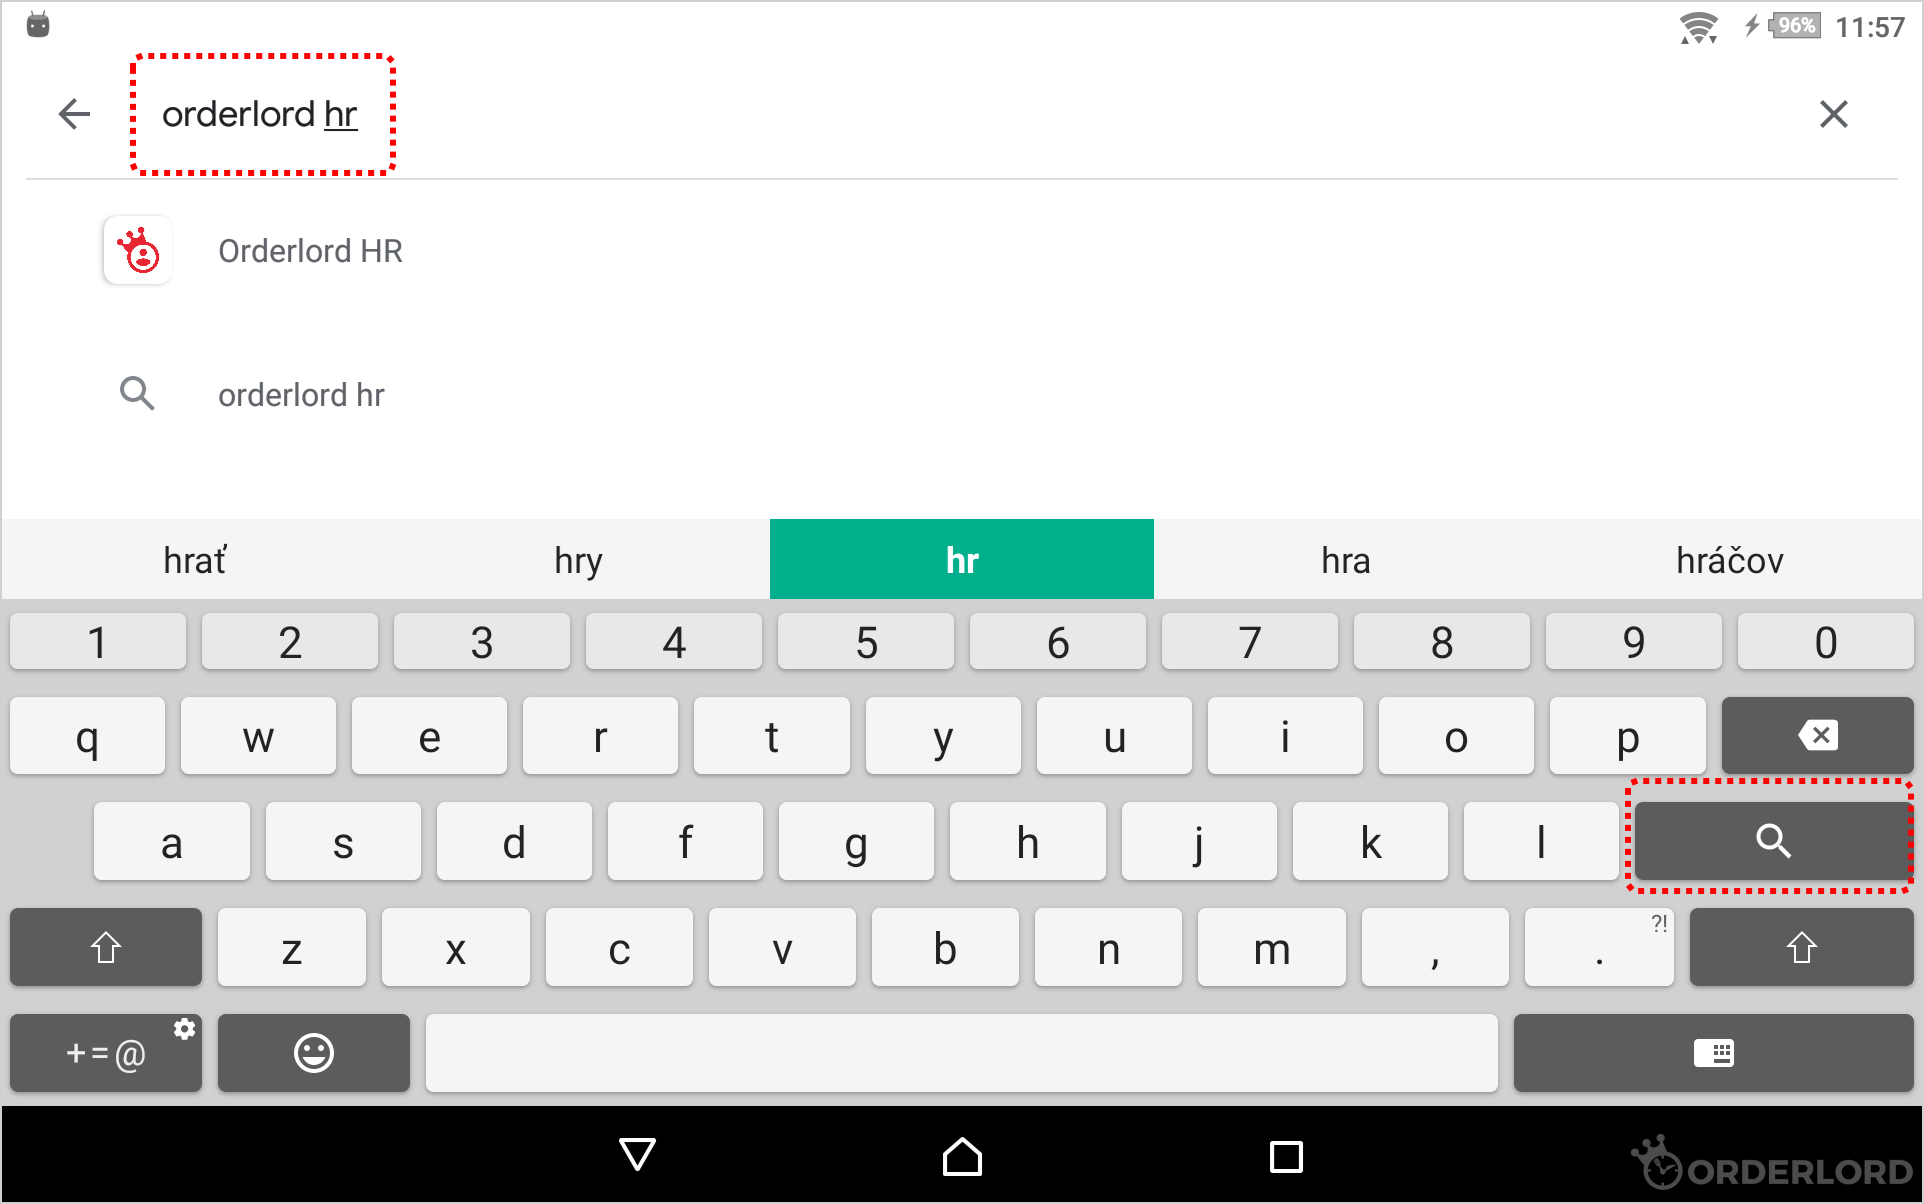 96% 11:57
orderlord hr
Orderlord HR
orderlord hr
hrať hry hr hra hráčov
1 2 3 4 5 6 7 8 9 0
q w e r t y u i o p
a s d f g h j k l
z x c v b n m , . ?!
+=@
ORDERLORD